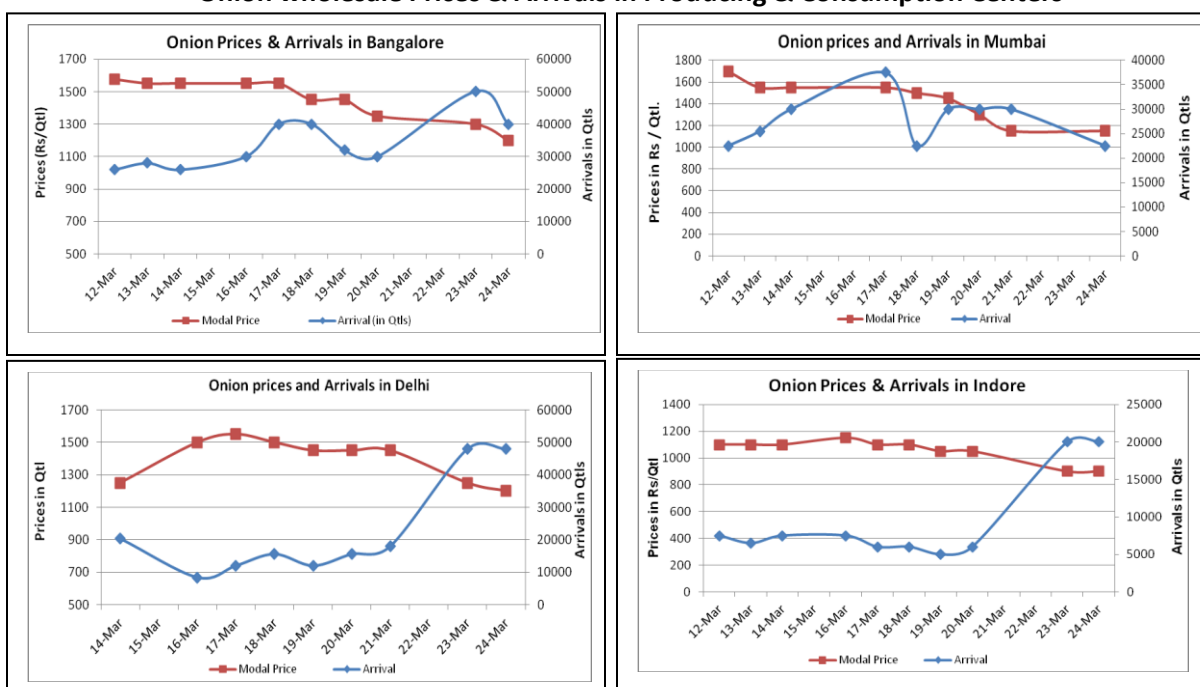 Onion Prices & Arrivals in Bangalore
Prices (Rs/Qtl)
1700
1500
1300
1100
900
700
500
60000
50000
40000
30000
20000
10000
0
Arrivals in Qtls
12-Mar
13-Mar
14-Mar
15-Mar
16-Mar
17-Mar
18-Mar
19-Mar
20-Mar
21-Mar
22-Mar
23-Mar
24-Mar
Modal Price
Arrival (in Qtls)
Onion prices and Arrivals in Mumbai
Prices in Rs / Qtl.
1800
1600
1400
1200
1000
800
600
400
200
0
40000
35000
30000
25000
20000
15000
10000
5000
0
Arrivals in Qtls
12-Mar
13-Mar
14-Mar
15-Mar
16-Mar
17-Mar
18-Mar
19-Mar
20-Mar
21-Mar
22-Mar
23-Mar
24-Mar
Modal Price
Arrival
Onion prices and Arrivals in Delhi
Prices in Qtl
1700
1500
1300
1100
900
700
500
60000
50000
40000
30000
20000
10000
0
Arrivals in Qtls
14-Mar
15-Mar
16-Mar
17-Mar
18-Mar
19-Mar
20-Mar
21-Mar
22-Mar
23-Mar
24-Mar
Modal Price
Arrival
Onion Prices & Arrivals in Indore
Prices in Rs/Qtl
1400
1200
1000
800
600
400
200
0
25000
20000
15000
10000
5000
0
Arrivals in Qtls
12-Mar
13-Mar
14-Mar
15-Mar
16-Mar
17-Mar
18-Mar
19-Mar
20-Mar
21-Mar
22-Mar
23-Mar
24-Mar
Modal Price
Arrival